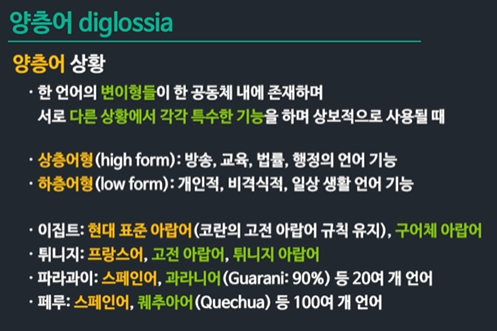 양층어 diglossia
양층어 상황
· 한 언어의 변이형들이 한 공동체 내에 존재하며
서로 다른 상황에서 각각 특수한 기능을 하며 상보적으로 사용될 때
· 상층어형(high form): 방송, 교육, 법률, 행정의 언어 기능
· 하층어형(low form): 개인적, 비격식적, 일상 생활 언어 기능
· 이집트: 현대 표준 아랍어(코란의 고전 아랍어 규칙 유지), 구어체 아랍어
· 튀니지: 프랑스어, 고전 아랍어, 튀니지 아랍어
· 파라과이: 스페인어, 과라니어(Guarani: 90%) 등 20여 개 언어
· 페루: 스페인어, 퀘추아어(Quechua) 등 100여 개 언어